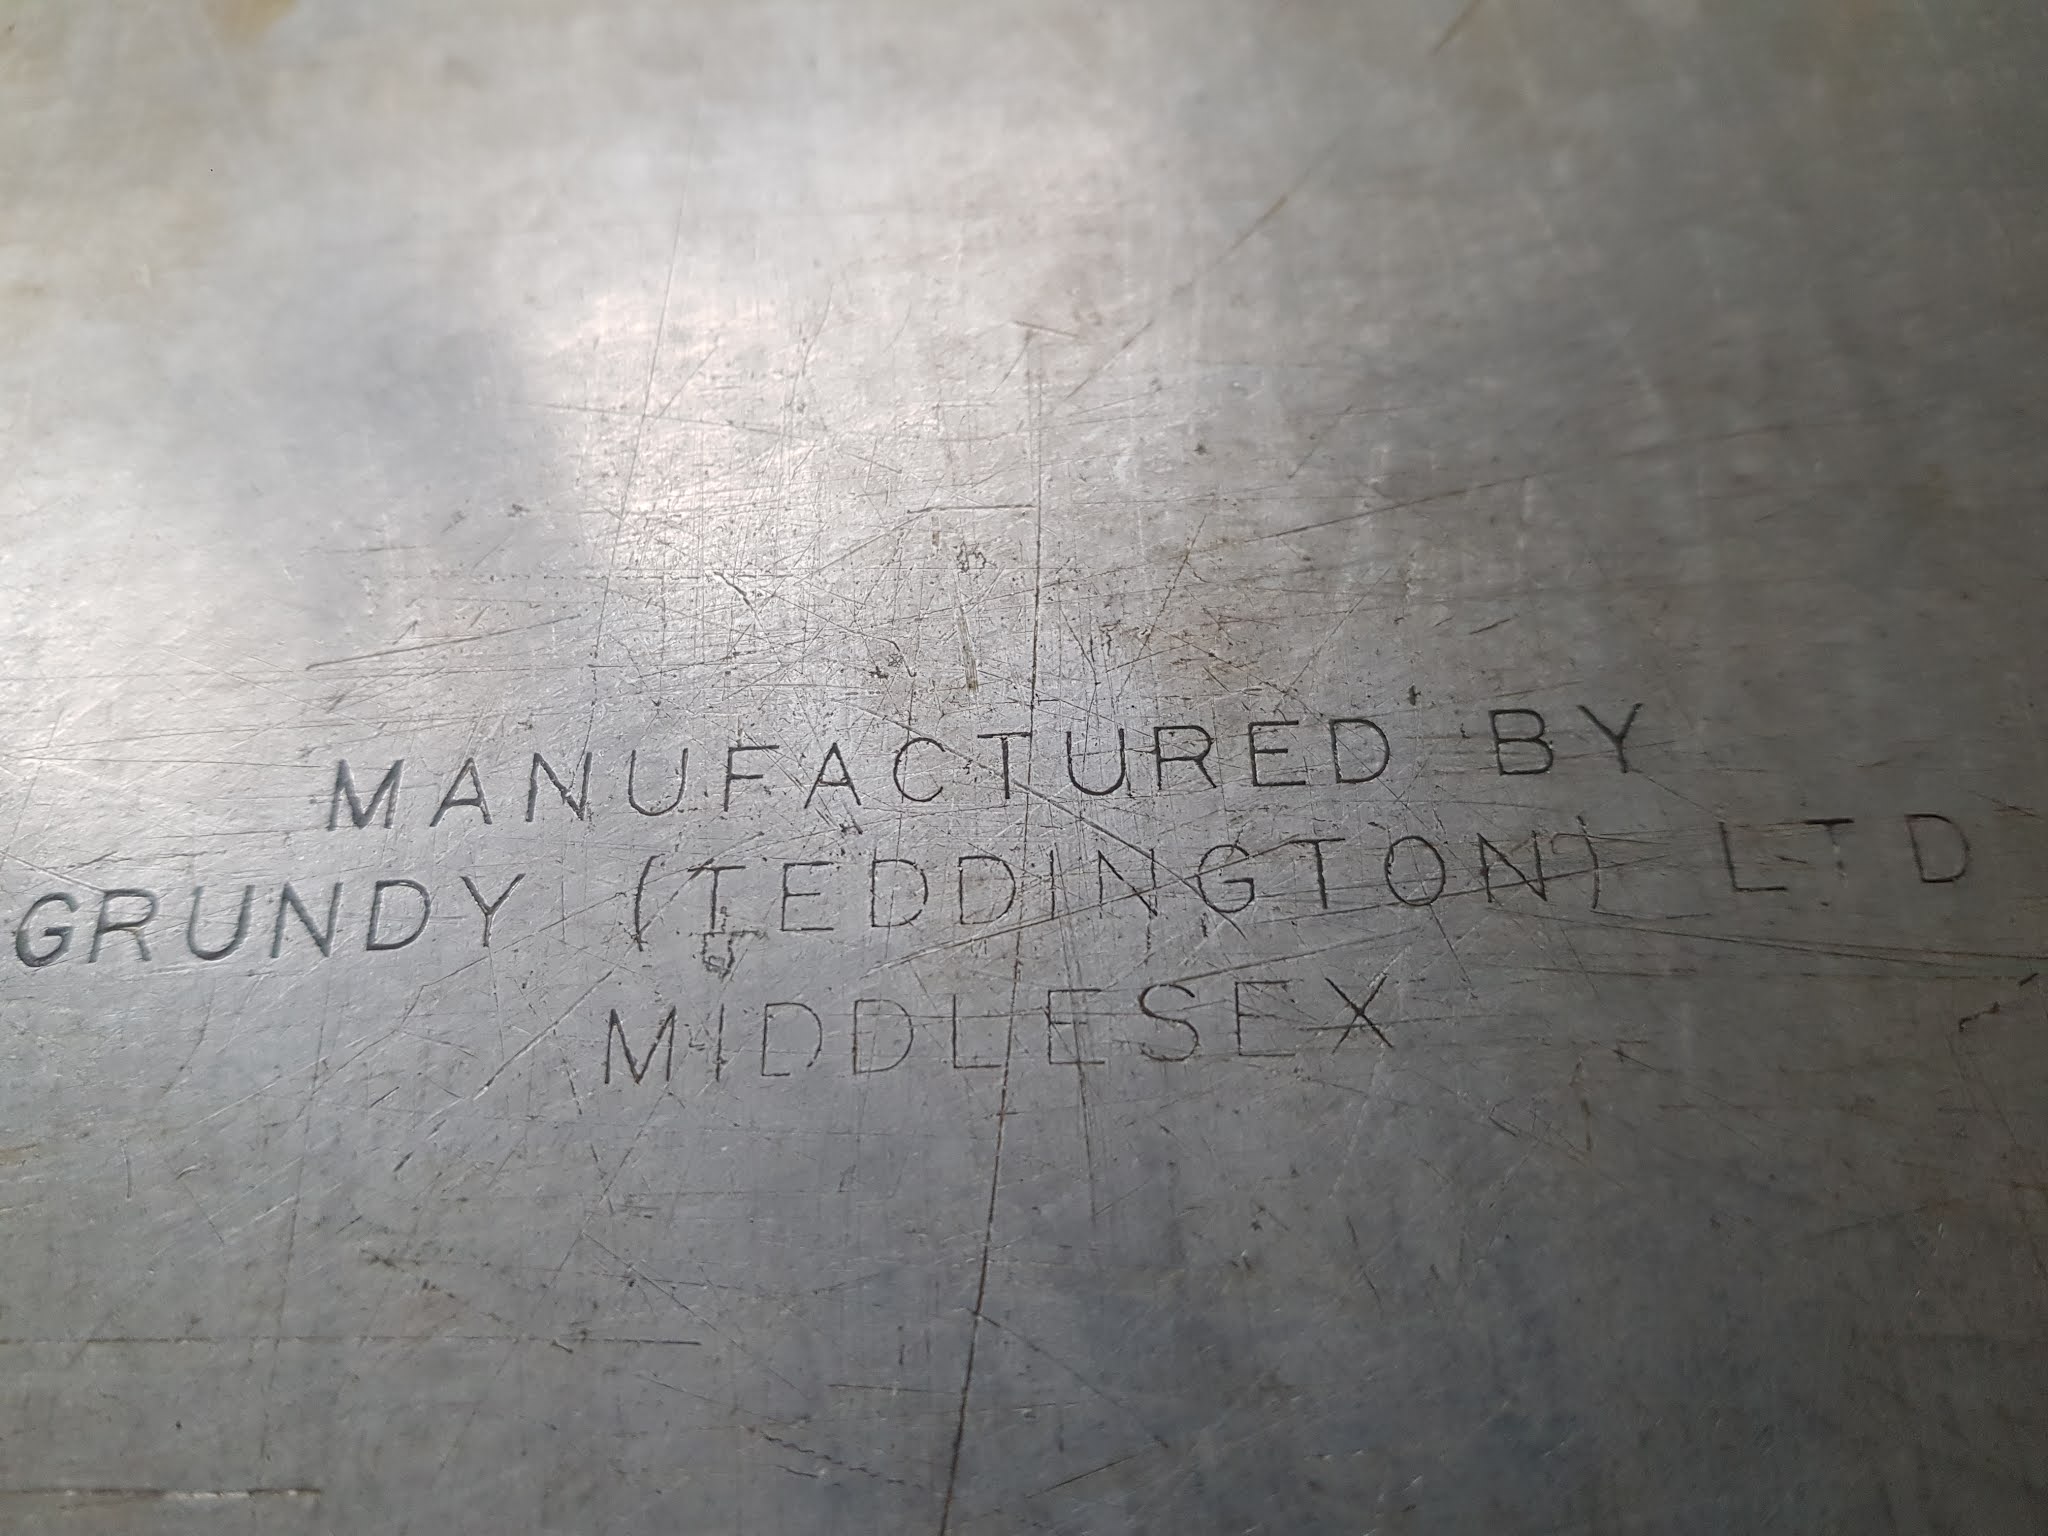 MANUFACTURED BY
GRUNDY (TEDDINGTON) LTD
MIDDLESEX